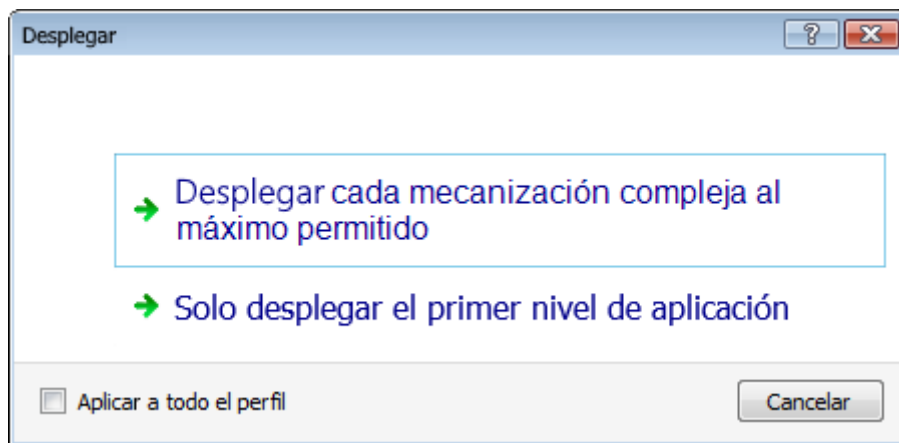 Desplegar
Desplegar cada mecanización compleja al
máximo permitido
Solo desplegar el primer nivel de aplicación
Aplicar a todo el perfil
Cancelar